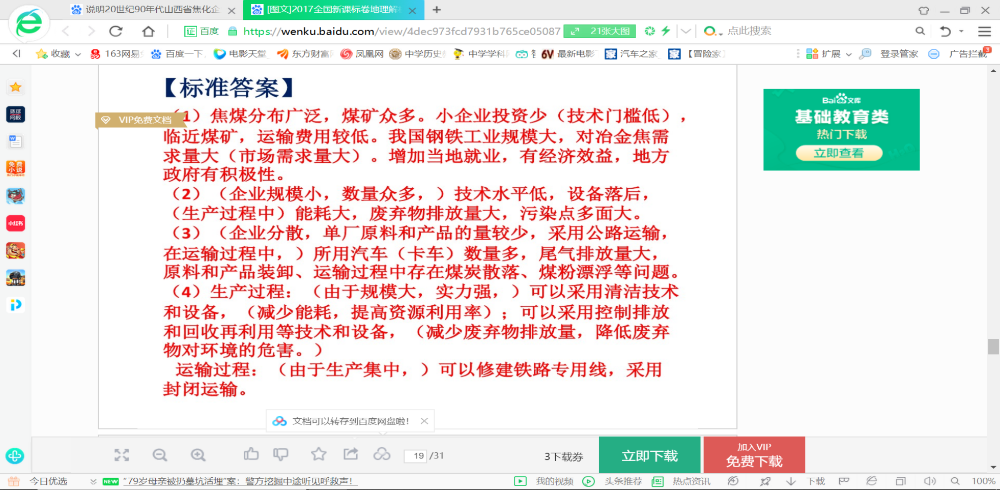 说明20世纪90年代山西省焦化企
[图文]2017全国新课标卷地理解析
证 百度
https://wenku.baidu.com/view/4dec973fcd7931b765ce05087
21张大图
点此搜索
收藏
163网易
百度一下,
电影天堂_
东方财富网
凤凰网
中学历史教
中学学科网
6V 最新电影
家 汽车之家_
家 【冒险家】
扩展
登录管家
广告拦截
3
【标准答案】
VIP免费文档
（1）焦煤分布广泛，煤矿众多。小企业投资少（技术门槛低），
临近煤矿，运输费用较低。我国钢铁工业规模大，对冶金焦需
求量大（市场需求量大）。增加当地就业，有经济效益，地方
政府有积极性。
（2）（企业规模小，数量众多，）技术水平低，设备落后，
（生产过程中）能耗大，废弃物排放量大，污染点多面大。
（3）（企业分散，单厂原料和产品的量较少，采用公路运输，
在运输过程中，）所用汽车（卡车）数量多，尾气排放量大，
原料和产品装卸、运输过程中存在煤炭散落、煤粉漂浮等问题。
（4）生产过程：（由于规模大，实力强，）可以采用清洁技术
和设备，（减少能耗，提高资源利用率）；可以采用控制排放
和回收再利用等技术和设备，（减少废弃物排放量，降低废弃
物对环境的危害。）
运输过程：（由于生产集中，）可以修建铁路专用线，采用
封闭运输。
Bai文库
基础教育类
热门下载
立即查看
环球网校
W
免费小说
小红书
文档可以转存到百度网盘啦！
19 /31
3下载券
立即下载
加入VIP
免费下载
今日优选
NEW “79岁母亲被扔墓坑活埋”案：警方挖掘中途听见呼救声！
我的视频
头条推荐
热点资讯
下载
100%